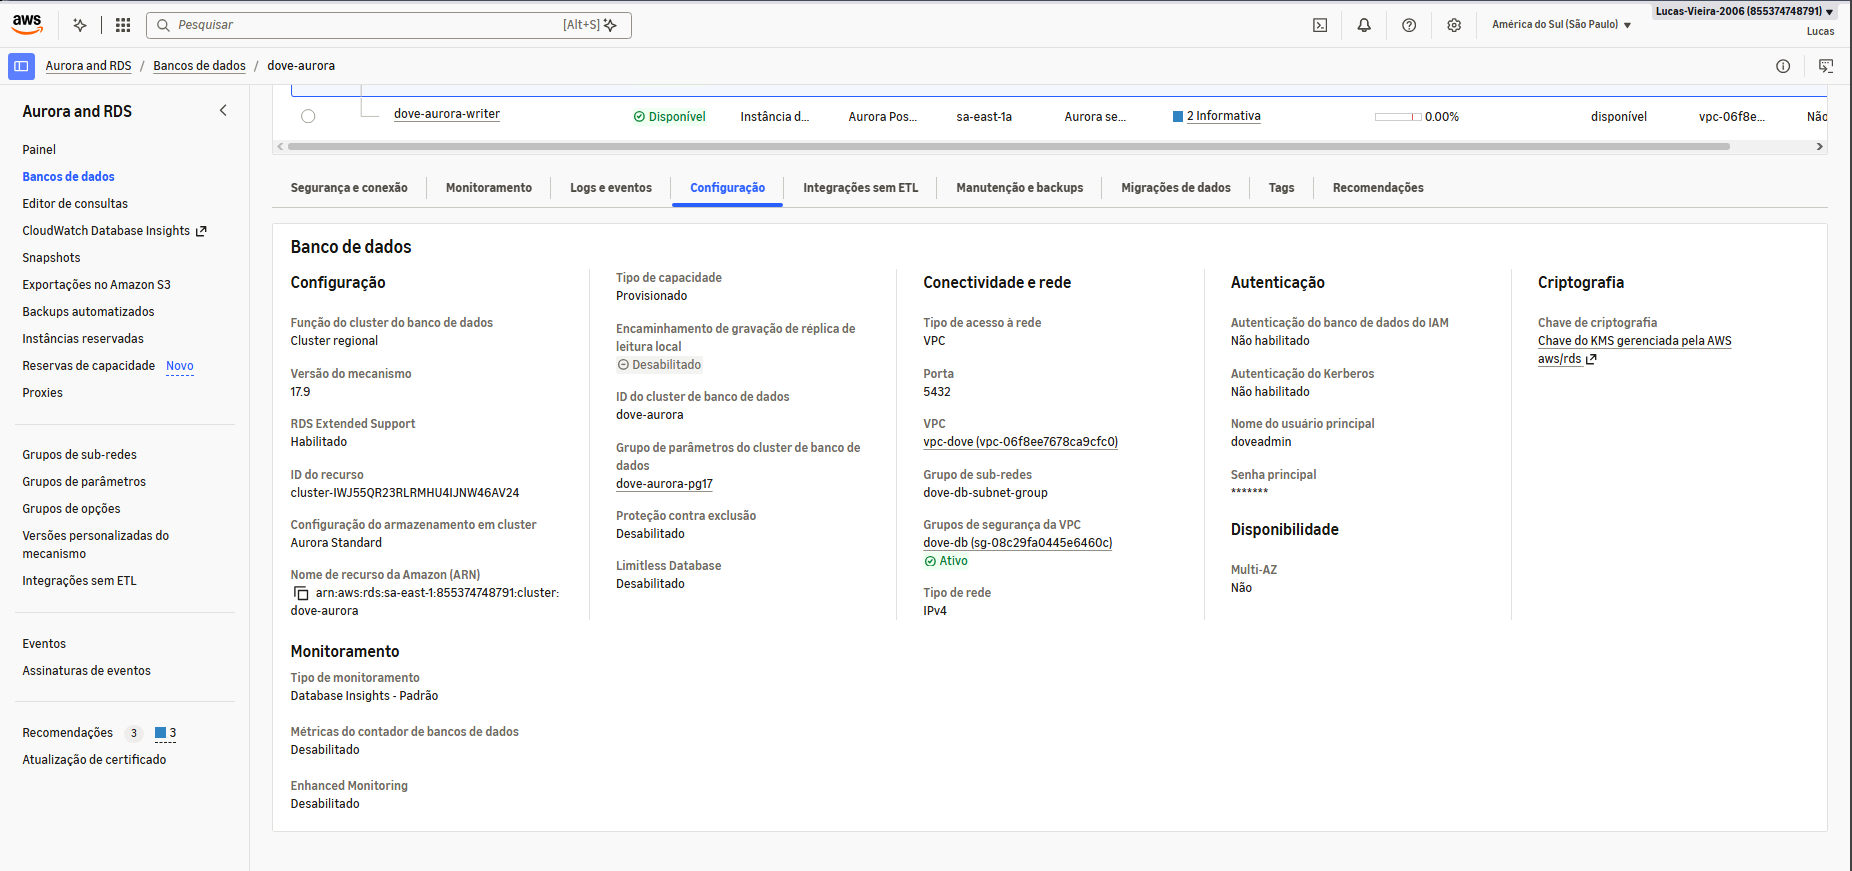 aws
Pesquisar
[Alt+S]
América do Sul (São Paulo)
Lucas-Vieira-2006 (855374748791)
Lucas
Aurora and RDS / Bancos de dados / dove-aurora
Aurora and RDS
Painel
Bancos de dados
Editor de consultas
CloudWatch Database Insights
Snapshots
Exportações no Amazon S3
Backups automatizados
Instâncias reservadas
Reservas de capacidade Novo
Proxies
Grupos de sub-redes
Grupos de parâmetros
Grupos de opções
Versões personalizadas do
mecanismo
Integrações sem ETL
Eventos
Assinaturas de eventos
Recomendações 3 3
Atualização de certificado
dove-aurora-writer Disponível Instância d... Aurora Pos... sa-east-1a Aurora se... 2 Informativa 0.00% disponível vpc-06f8e... Não
Segurança e conexão Monitoramento Logs e eventos Configuração Integrações sem ETL Manutenção e backups Migrações de dados Tags Recomendações
Banco de dados
Configuração
Função do cluster do banco de dados
Cluster regional
Versão do mecanismo
17.9
RDS Extended Support
Habilitado
ID do recurso
cluster-IWJ55QR23RLRMHU4IJNW46AV24
Configuração do armazenamento em cluster
Aurora Standard
Nome de recurso da Amazon (ARN)
arn:aws:rds:sa-east-1:855374748791:cluster:
dove-aurora
Tipo de capacidade
Provisionado
Encaminhamento de gravação de réplica de
leitura local
Desabilitado
ID do cluster de banco de dados
dove-aurora
Grupo de parâmetros do cluster de banco de
dados
dove-aurora-pg17
Proteção contra exclusão
Desabilitado
Limitless Database
Desabilitado
Conectividade e rede
Tipo de acesso à rede
VPC
Porta
5432
VPC
vpc-dove (vpc-06f8ee7678ca9cfc0)
Grupo de sub-redes
dove-db-subnet-group
Grupos de segurança da VPC
dove-db (sg-08c29fa0445e6460c)
Ativo
Tipo de rede
IPv4
Autenticação
Autenticação do banco de dados do IAM
Não habilitado
Autenticação do Kerberos
Não habilitado
Nome do usuário principal
doveadmin
Senha principal
*******
Disponibilidade
Multi-AZ
Não
Criptografia
Chave de criptografia
Chave do KMS gerenciada pela AWS
aws/rds
Monitoramento
Tipo de monitoramento
Database Insights - Padrão
Métricas do contador de bancos de dados
Desabilitado
Enhanced Monitoring
Desabilitado